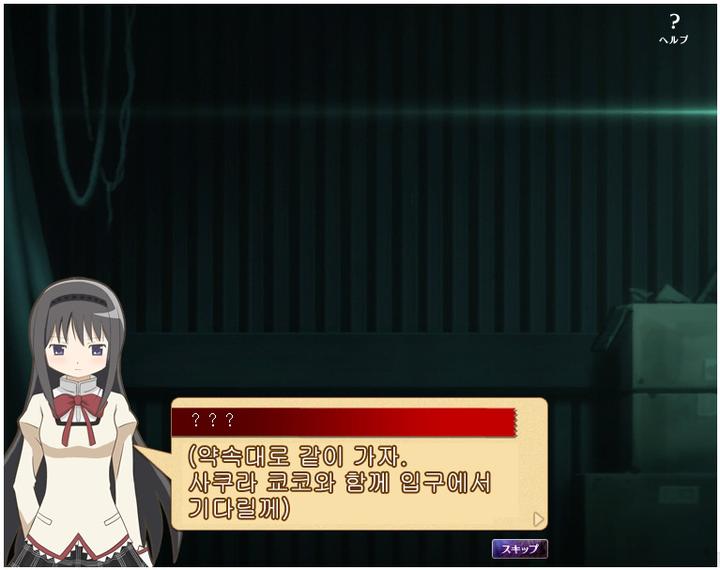 ?
ヘルプ
? ? ?
(약속대로 같이 가자.
사쿠라 쿄코와 함께 입구에서
기다릴께)
スキップ